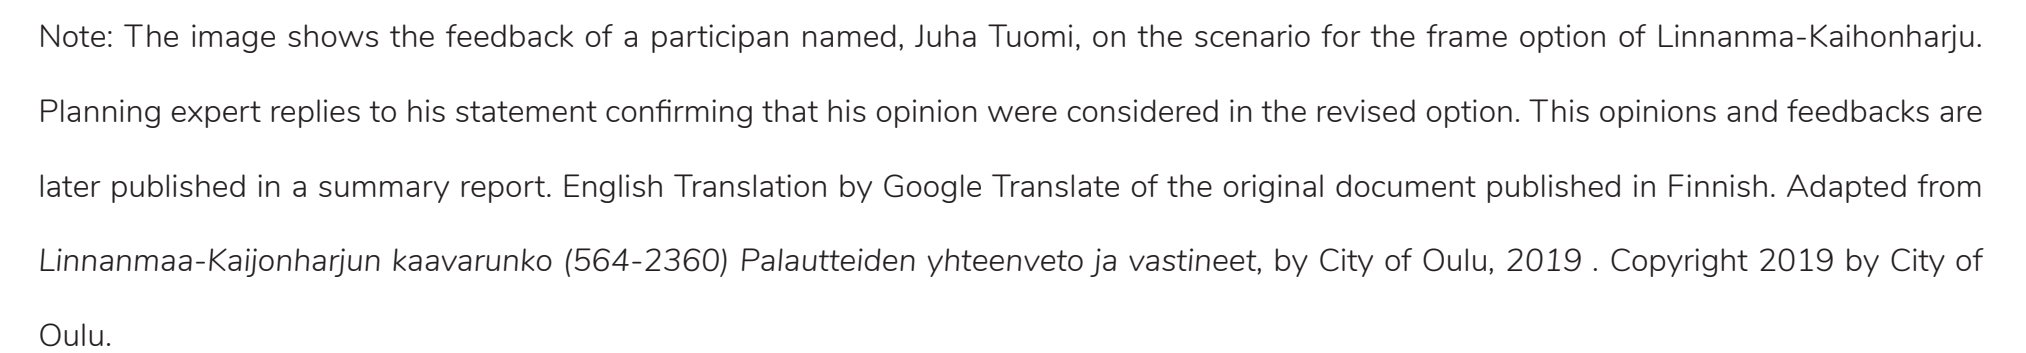 Note: The image shows the feedback of a participan named, Juha Tuomi, on the scenario for the frame option of Linnanma-Kaihonharju.
Planning expert replies to his statement confirming that his opinion were considered in the revised option. This opinions and feedbacks are
later published in a summary report. English Translation by Google Translate of the original document published in Finnish. Adapted from
Linnanmaa-Kaijonharjun kaavarunko (564-2360) Palautteiden yhteenveto ja vastineet, by City of Oulu, 2019 . Copyright 2019 by City of
Oulu.